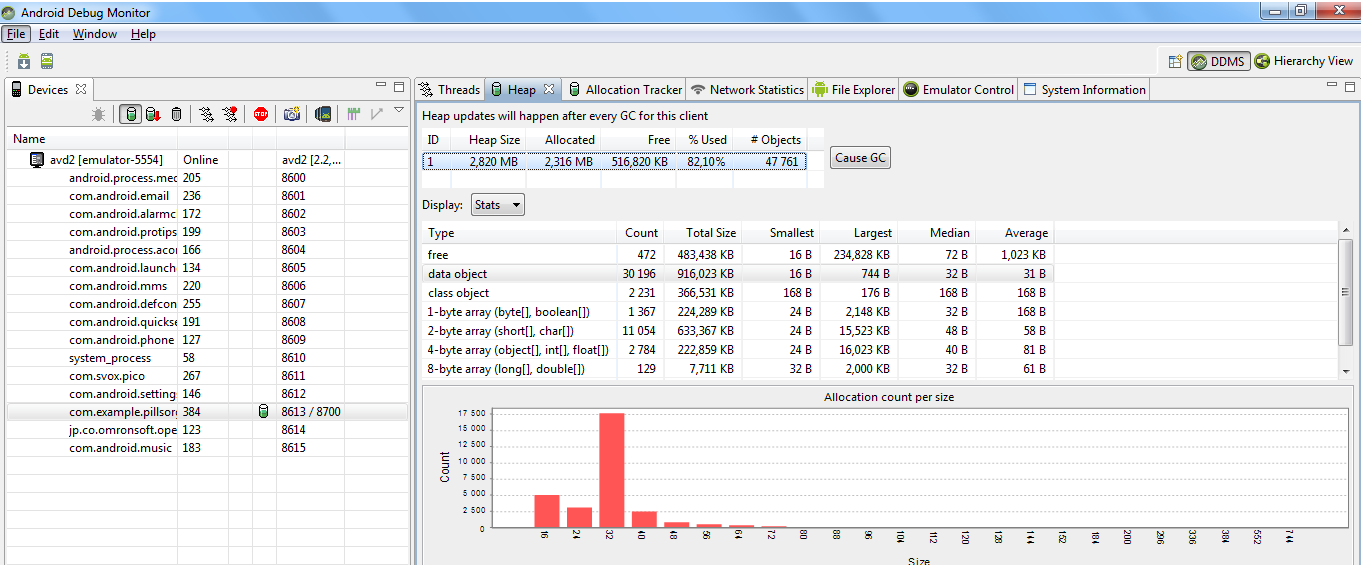 Android Debug Monitor
File Edit Window Help
DDMS Hierarchy View
Devices
Name
avd2 [emulator-5554] Online avd2 [2.2,...
android.process.mec 205 8600
com.android.email 236 8601
com.android.alarmcl 172 8602
com.android.protips 199 8603
android.process.acor 166 8604
com.android.launch 134 8605
com.android.mms 220 8606
com.android.defcon 255 8607
com.android.quickse 191 8608
com.android.phone 127 8609
system_process 58 8610
com.svox.pico 267 8611
com.android.setting 146 8612
com.example.pillsorg 384 8613 / 8700
jp.co.omronsoft.ope 123 8614
com.android.music 183 8615
Threads Heap Allocation Tracker Network Statistics File Explorer Emulator Control System Information
Heap updates will happen after every GC for this client
ID Heap Size Allocated Free % Used # Objects
1 2,820 MB 2,316 MB 516,820 KB 82,10% 47 761
Cause GC
Display: Stats
Type Count Total Size Smallest Largest Median Average
free 472 483,438 KB 16 B 234,828 KB 72 B 1,023 KB
data object 30 196 916,023 KB 16 B 744 B 32 B 31 B
class object 2 231 366,531 KB 168 B 176 B 168 B 168 B
1-byte array (byte[], boolean[]) 1 367 224,289 KB 24 B 2,148 KB 32 B 168 B
2-byte array (short[], char[]) 11 054 633,367 KB 24 B 15,523 KB 48 B 58 B
4-byte array (object[], int[], float[]) 2 784 222,859 KB 24 B 16,023 KB 40 B 81 B
8-byte array (long[], double[]) 129 7,711 KB 32 B 2,000 KB 32 B 61 B
Allocation count per size
Count
17 500
15 000
12 500
10 000
7 500
5 000
2 500
0
16 24 32 40 48 56 64 72 80 88 96 104 112 120 128 144 152 184 200 296 336 384 552 744
Size